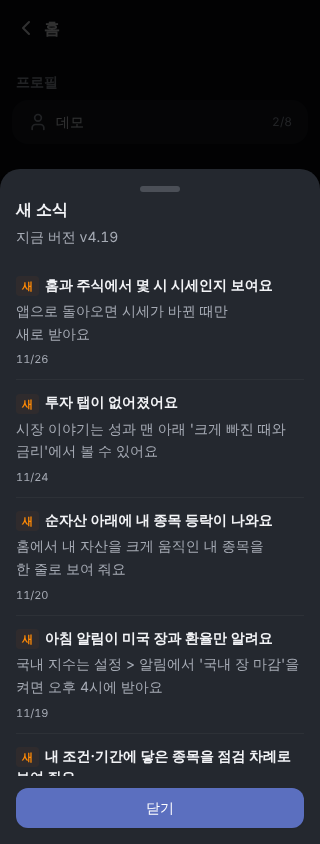 홈
프로필
데모 2/8
새 소식
지금 버전 v4.19
새 홈과 주식에서 몇 시 시세인지 보여요
앱으로 돌아오면 시세가 바뀐 때만
새로 받아요
11/26
새 투자 탭이 없어졌어요
시장 이야기는 성과 맨 아래 '크게 빠진 때와
금리'에서 볼 수 있어요
11/24
새 순자산 아래에 내 종목 등락이 나와요
홈에서 내 자산을 크게 움직인 내 종목을
한 줄로 보여 줘요
11/20
새 아침 알림이 미국 장과 환율만 알려요
국내 지수는 설정 > 알림에서 '국내 장 마감'을
켜면 오후 4시에 받아요
11/19
새 내 조건·기간에 닿은 종목을 점검 차례로
닫기